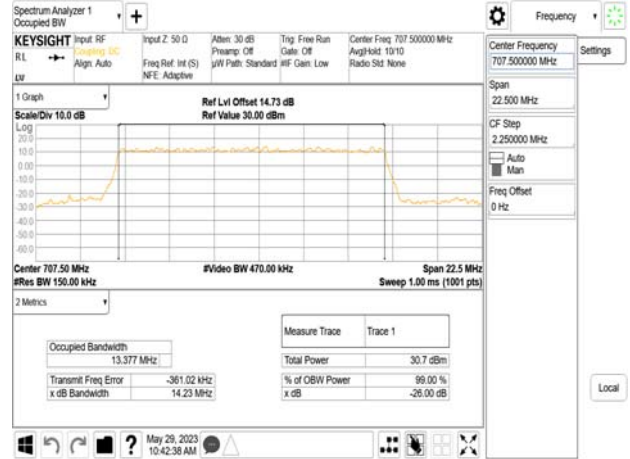 Spectrum Analyzer 1
Occupied BW
Frequency
KEYSIGHT
Input: RF
Input Z: 50 Ω
Atten: 30 dB
Trig: Free Run
Center Freq: 707.500000 MHz
RL
Coupling: DC
Preamp: Off
Gate: Off
Avg|Hold: 10/10
Align: Auto
Freq Ref: Int (S)
µW Path: Standard
#IF Gain: Low
Radio Std: None
NFE: Adaptive
Center Frequency
707.500000 MHz
Settings
Span
22.500 MHz
CF Step
2.250000 MHz
Auto
Man
Freq Offset
0 Hz
1 Graph
Ref Lvl Offset 14.73 dB
Scale/Div 10.0 dB
Ref Value 30.00 dBm
Log
20.0
10.0
0.00
-10.0
-20.0
-30.0
-40.0
-50.0
-60.0
Center 707.50 MHz
#Video BW 470.00 kHz
Span 22.5 MHz
#Res BW 150.00 kHz
Sweep 1.00 ms (1001 pts)
2 Metrics
Measure Trace
Trace 1
Occupied Bandwidth
13.377 MHz
Total Power
30.7 dBm
Transmit Freq Error
-361.02 kHz
% of OBW Power
99.00 %
x dB Bandwidth
14.23 MHz
x dB
-26.00 dB
Local
?
May 29, 2023
10:42:38 AM